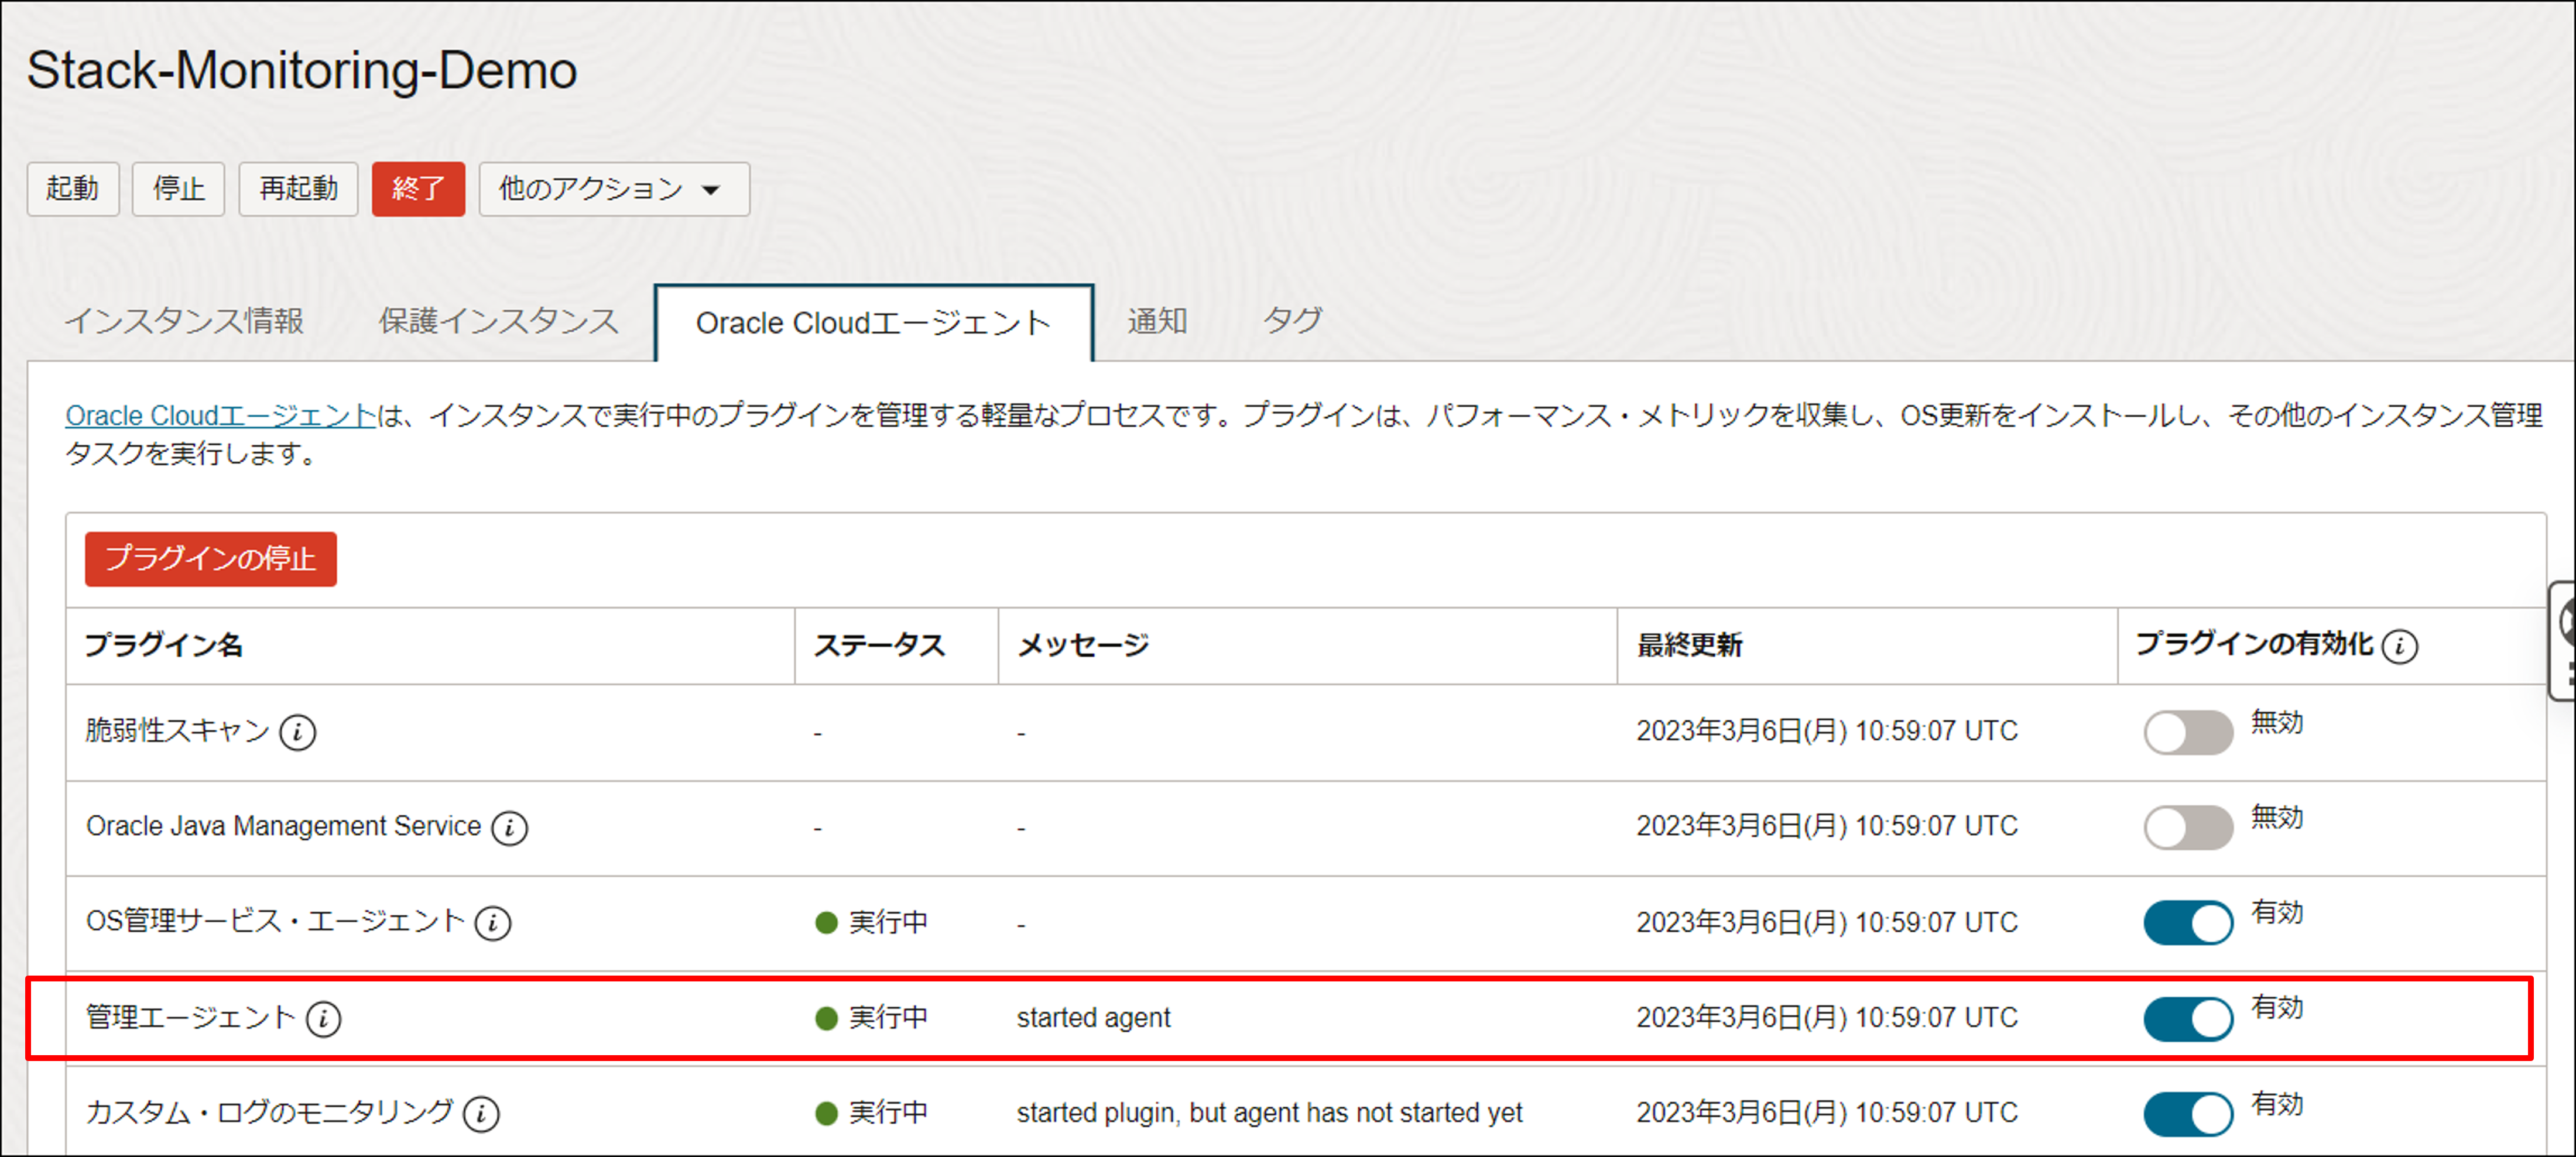 Stack-Monitoring-Demo
起動 停止 再起動 終了 他のアクション
インスタンス情報 保護インスタンス Oracle Cloudエージェント 通知 タグ
Oracle Cloudエージェントは、インスタンスで実行中のプラグインを管理する軽量なプロセスです。プラグインは、パフォーマンス・メトリックを収集し、OS更新をインストールし、その他のインスタンス管理
タスクを実行します。
プラグインの停止
プラグイン名 ステータス メッセージ 最終更新 プラグインの有効化 i
脆弱性スキャン i - - 2023年3月6日(月) 10:59:07 UTC 無効
Oracle Java Management Service i - - 2023年3月6日(月) 10:59:07 UTC 無効
OS管理サービス・エージェント i 実行中 - 2023年3月6日(月) 10:59:07 UTC 有効
管理エージェント i 実行中 started agent 2023年3月6日(月) 10:59:07 UTC 有効
カスタム・ログのモニタリング i 実行中 started plugin, but agent has not started yet 2023年3月6日(月) 10:59:07 UTC 有効